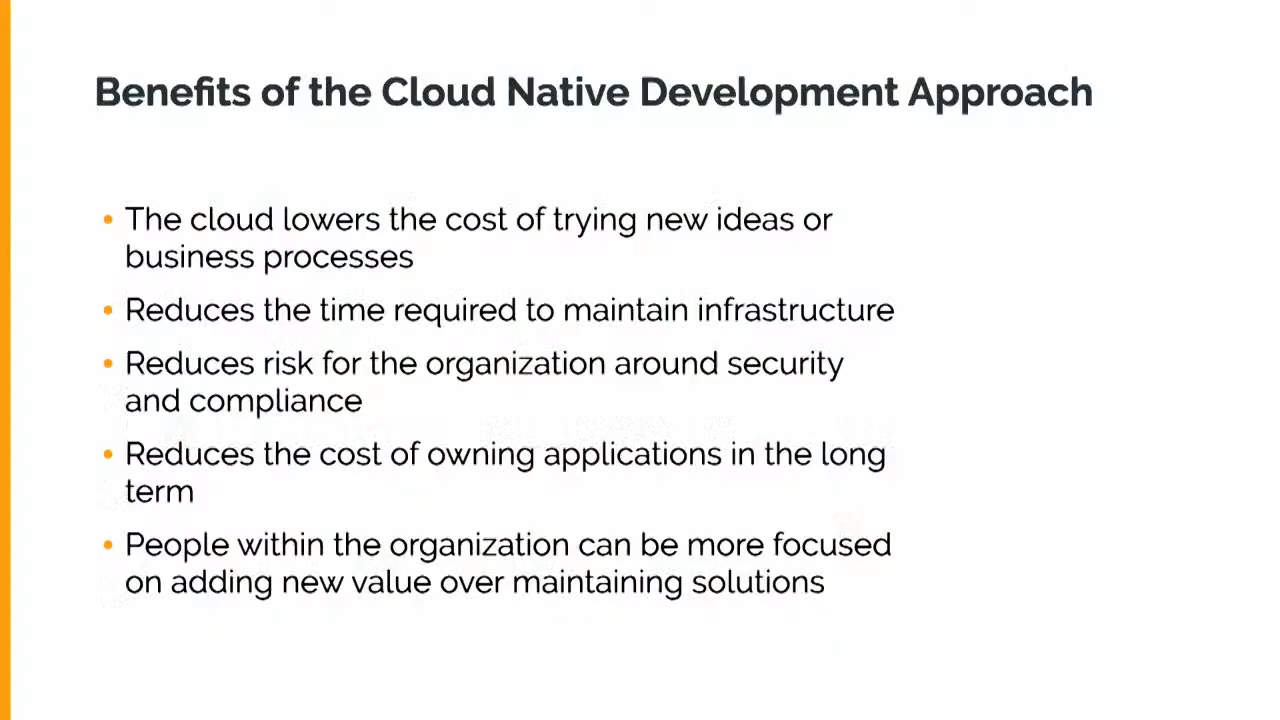 Benefits of the Cloud Native Development Approach
• The cloud lowers the cost of trying new ideas or
business processes
• Reduces the time required to maintain infrastructure
• Reduces risk for the organization around security
and compliance
• Reduces the cost of owning applications in the long
term
• People within the organization can be more focused
on adding new value over maintaining solutions